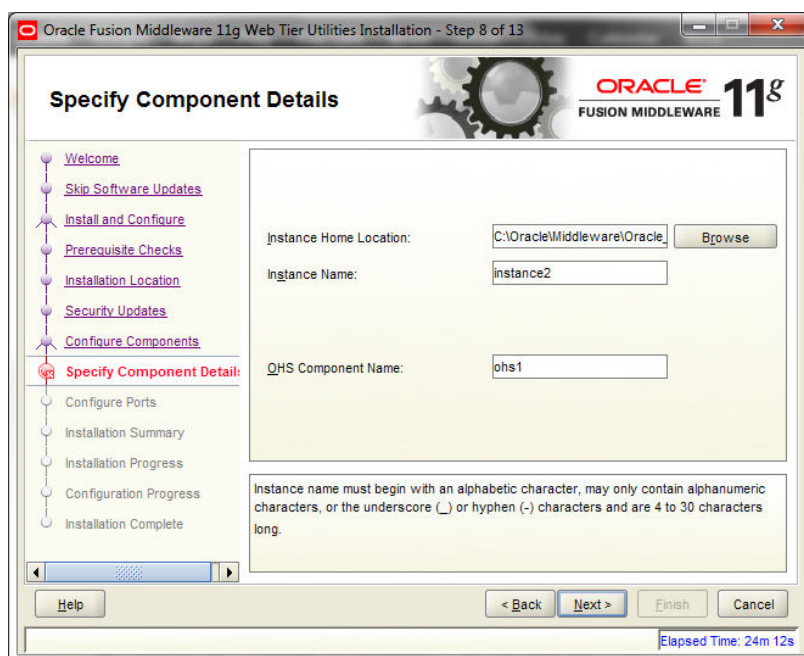 Oracle Fusion Middleware 11g Web Tier Utilities Installation - Step 8 of 13
Specify Component Details
ORACLE
FUSION MIDDLEWARE
11g
Welcome
Skip Software Updates
Install and Configure
Prerequisite Checks
Installation Location
Security Updates
Configure Components
Specify Component Details
Configure Ports
Installation Summary
Installation Progress
Configuration Progress
Installation Complete
Instance Home Location: C:\Oracle\Middleware\Oracle_ Browse
Instance Name: instance2
OHS Component Name: ohs1
Instance name must begin with an alphabetic character, may only contain alphanumeric
characters, or the underscore (_) or hyphen (-) characters and are 4 to 30 characters
long.
Help < Back Next > Finish Cancel
Elapsed Time: 24m 12s